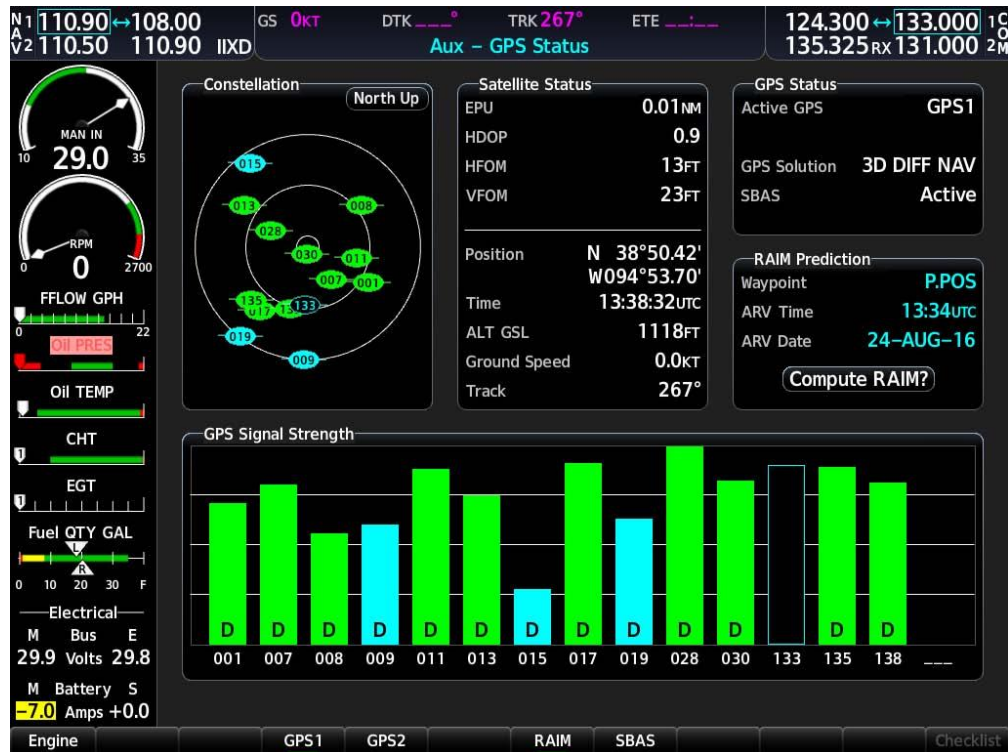 N 1 110.90 ↔ 108.00
A
V 2 110.50 110.90 IIXD
GS 0KT DTK ___° TRK 267° ETE __:__
Aux – GPS Status
124.300 ↔ 133.000 1 C
O
135.325 RX 131.000 2 M
MAN IN
10 29.0 35
RPM
0 0 2700
FFLOW GPH
0 22
Oil PRES
Oil TEMP
CHT
1
EGT
1
Fuel QTY GAL
L
R
0 10 20 30 F
Electrical
M Bus E
29.9 Volts 29.8
M Battery S
-7.0 Amps +0.0
Constellation
North Up
015
013
008
028
030
011
007
001
135
017
133
019
009
Satellite Status
EPU 0.01NM
HDOP 0.9
HFOM 13FT
VFOM 23FT
Position N 38°50.42'
W094°53.70'
Time 13:38:32UTC
ALT GSL 1118FT
Ground Speed 0.0KT
Track 267°
GPS Status
Active GPS GPS1
GPS Solution 3D DIFF NAV
SBAS Active
RAIM Prediction
Waypoint P.POS
ARV Time 13:34UTC
ARV Date 24-AUG-16
Compute RAIM?
GPS Signal Strength
D D D D D D D D D D D D D
001 007 008 009 011 013 015 017 019 028 030 133 135 138 ___
Engine GPS1 GPS2 RAIM SBAS Checklist